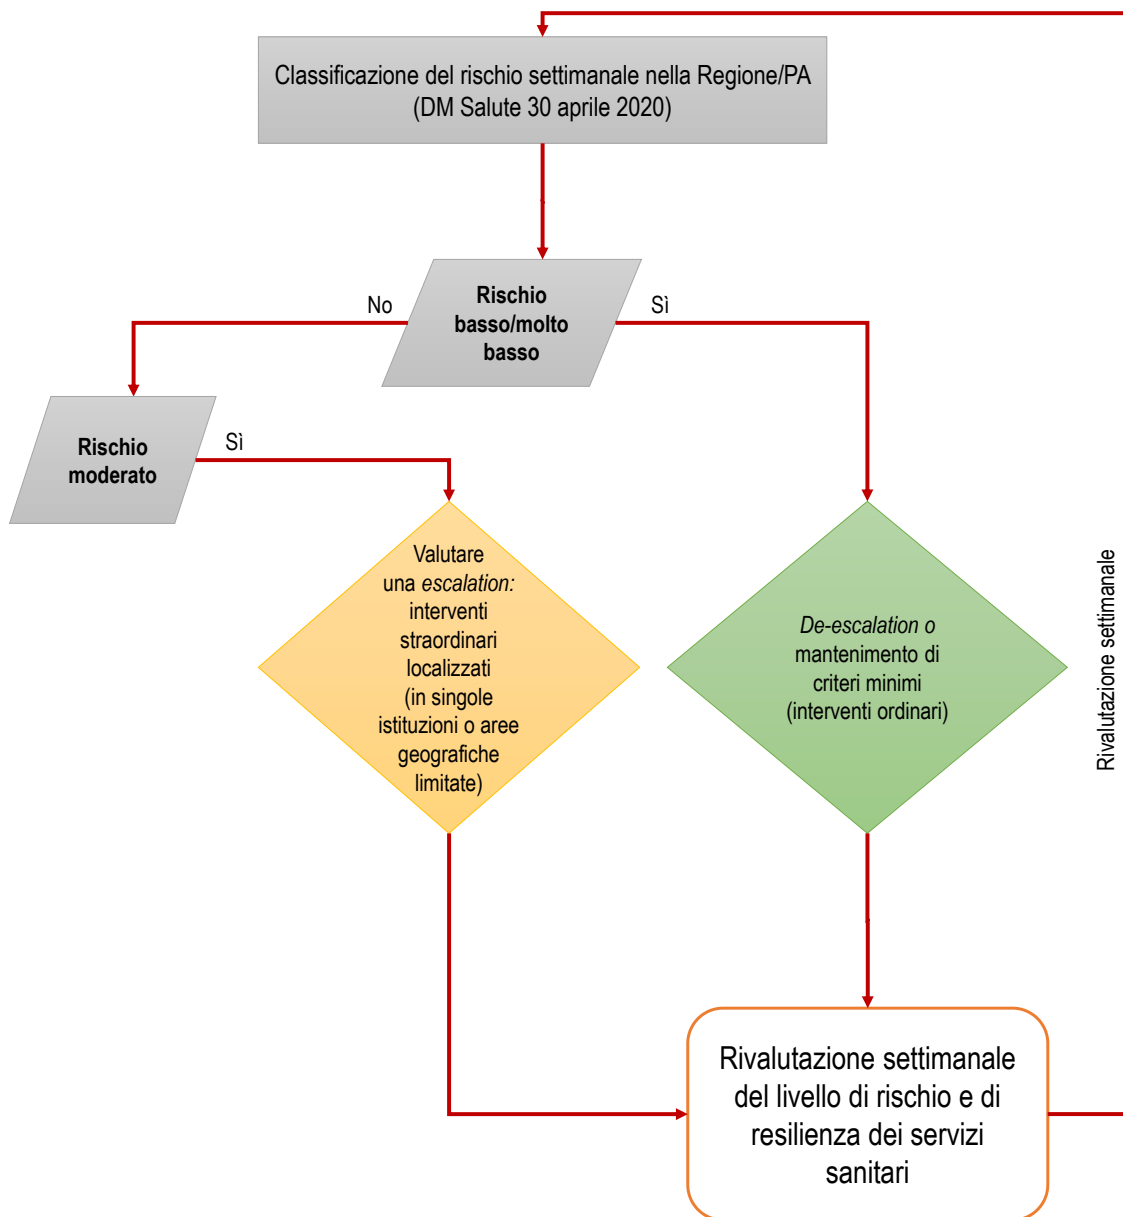 Classificazione del rischio settimanale nella Regione/PA
(DM Salute 30 aprile 2020)
No
Rischio
basso/molto
basso
Sì
Rischio
moderato
Sì
Valutare
una escalation:
interventi
straordinari
localizzati
(in singole
istituzioni o aree
geografiche
limitate)
De-escalation o
mantenimento di
criteri minimi
(interventi ordinari)
Rivalutazione settimanale
Rivalutazione settimanale
del livello di rischio e di
resilienza dei servizi
sanitari